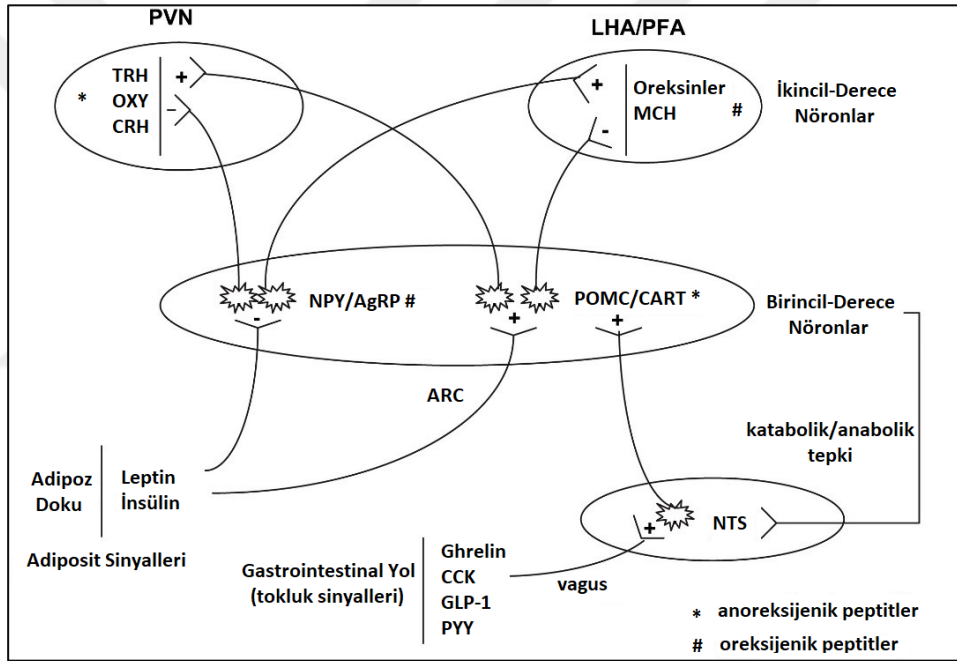 PVN
LHA/PFA
TRH
+
* OXY
-
CRH
+
Oreksinler
MCH #
-
İkincil-Derece
Nöronlar
NPY/AgRP #
-
+
POMC/CART *
+
Birincil-Derece
Nöronlar
ARC
katabolik/anabolik
tepki
Adipoz
Doku
Leptin
İnsülin
Adiposit Sinyalleri
+
NTS
Gastrointestinal Yol
(tokluk sinyalleri)
Ghrelin
CCK
GLP-1
PYY
vagus
* anoreksijenik peptitler
# oreksijenik peptitler